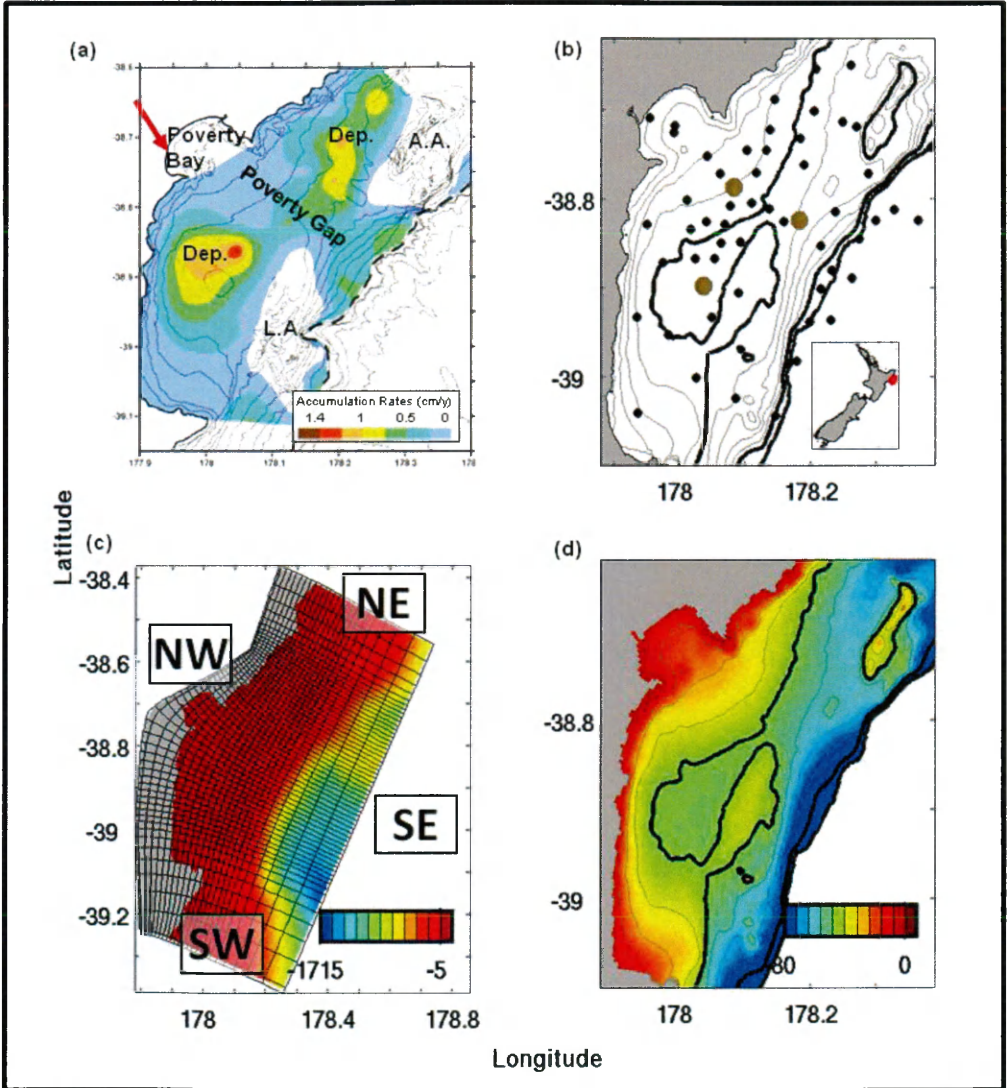 (a)
-38.6
-38.7
-38.8
-38.9
-39
-39.1
177.9
178
178.1
178.2
178.3
178.4
178
Poverty
Bay
Dep.
A.A.
Poverty Gap
Dep.
L.A.
Accumulation Rates (cm/y)
1.4 1 0.5 0
(b)
-38.8
-39
178 178.2
Latitude
(c)
-38.4
-38.6
-38.8
-39
-39.2
NE
NW
SE
SW
-1715 -5
178 178.4 178.8
(d)
-38.8
-39
-80 0
178 178.2
Longitude